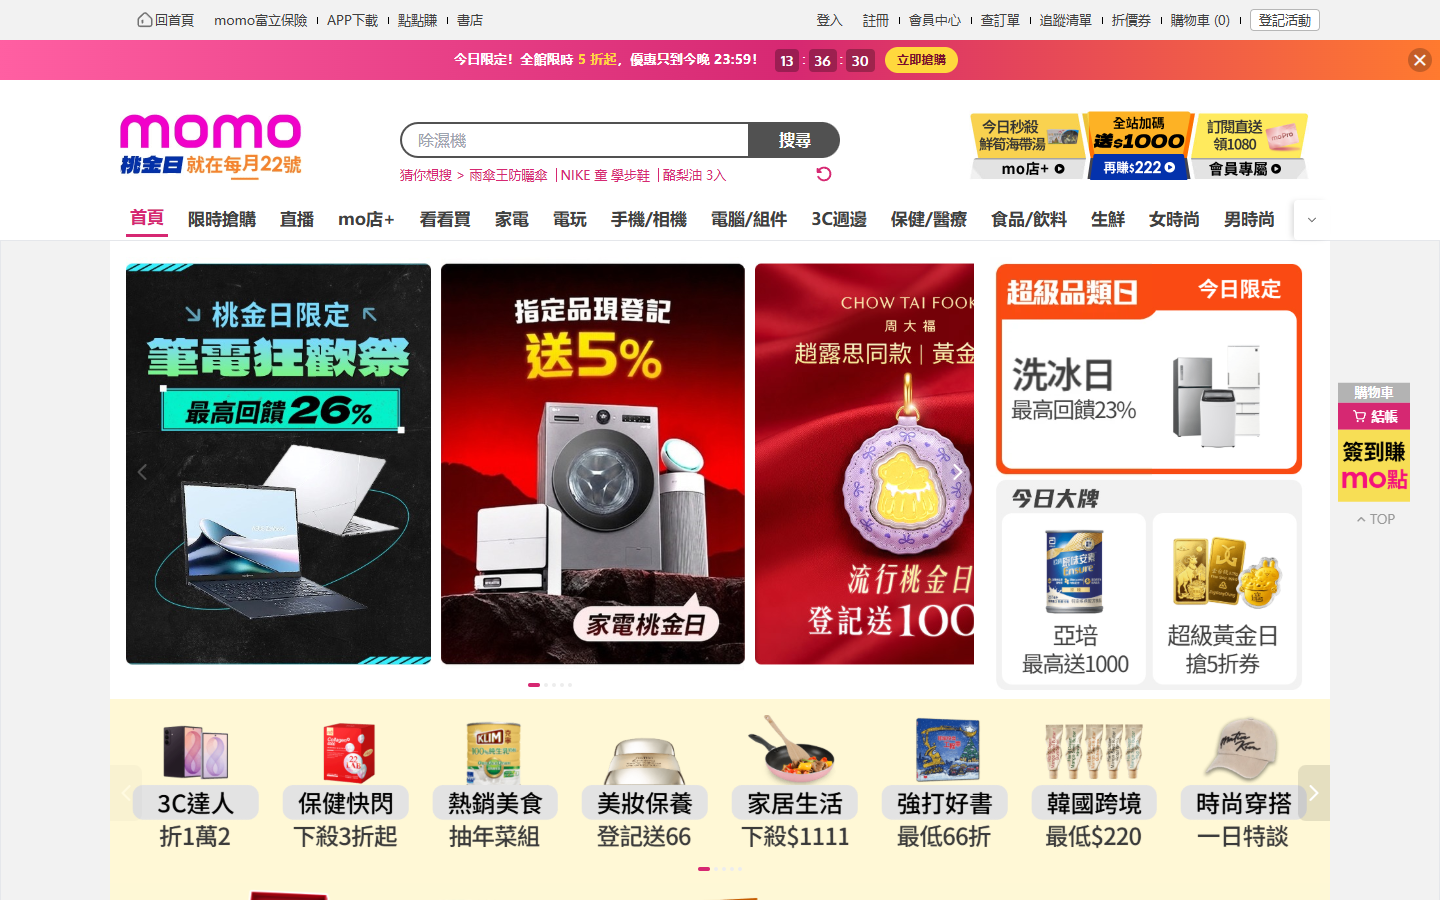 回首頁
momo富立保險
APP下載
點點賺
書店
登入
註冊
會員中心
查訂單
追蹤清單
折價券
購物車 (0)
登記活動
今日限定！全館限時 5 折起，優惠只到今晚 23:59！
13 : 36 : 30
立即搶購
momo
桃金日 就在每月22號
除濕機
搜尋
猜你想搜 > 雨傘王防曬傘 | NIKE 童 學步鞋 | 酪梨油 3入
今日秒殺
鮮筍海帶湯
mo店+
全站加碼
送$1000
再賺$222
訂閱直送
領1080
moPro
會員專屬
首頁
限時搶購
直播
mo店+
看看買
家電
電玩
手機/相機
電腦/組件
3C週邊
保健/醫療
食品/飲料
生鮮
女時尚
男時尚
桃金日限定
筆電狂歡祭
最高回饋26%
指定品現登記
送5%
家電桃金日
CHOW TAI FOOK
周大福
趙露思同款 | 黃金
流行桃金日
登記送100
超級品類日
今日限定
洗冰日
最高回饋23%
今日大牌
Ensure
亞培
最高送1000
超級黃金日
搶5折券
購物車
結帳
簽到賺
mo點
TOP
KLIM
3C達人
折1萬2
保健快閃
下殺3折起
熱銷美食
抽年菜組
美妝保養
登記送66
家居生活
下殺$1111
強打好書
最低66折
韓國跨境
最低$220
時尚穿搭
一日特談